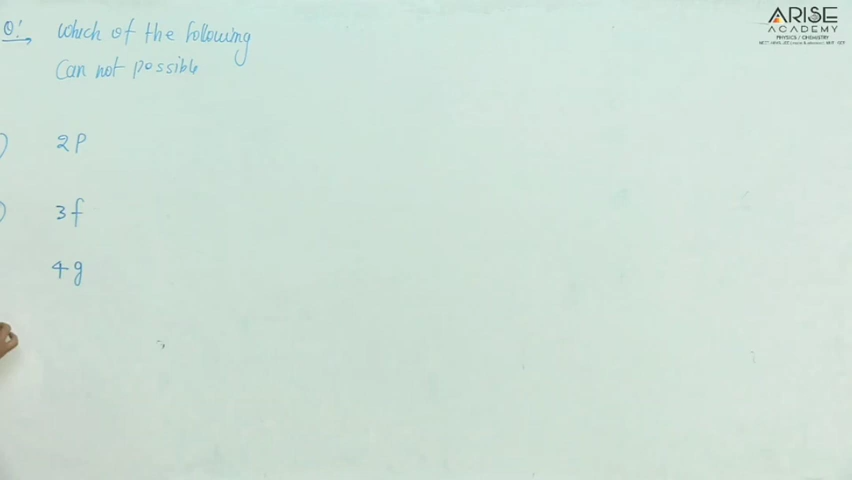 Q:
Which of the following
Can not possible
2p
3f
4g
ARISE
ACADEMY
PHYSICS / CHEMISTRY